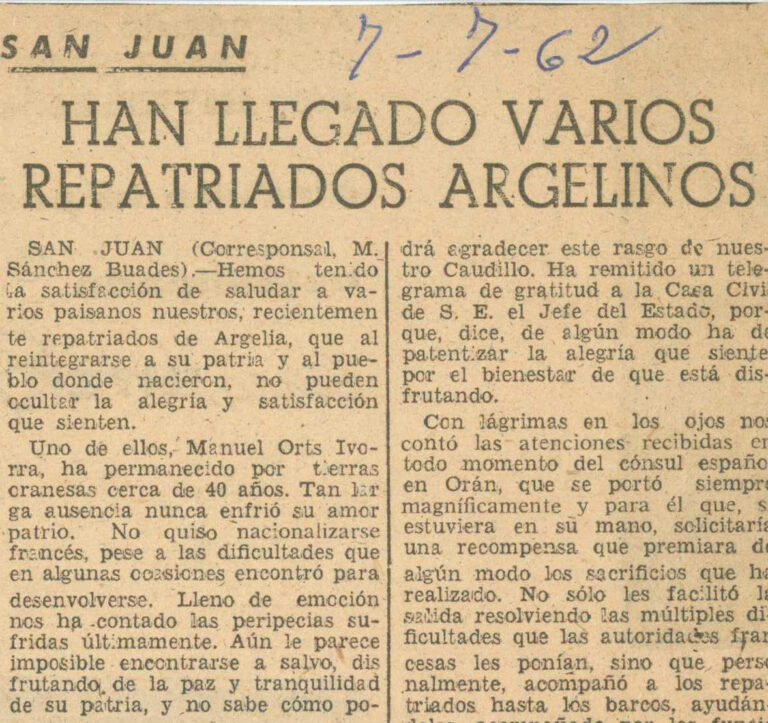 SAN JUAN
7-7-62
HAN LLEGADO VARIOS
REPATRIADOS ARGELINOS
SAN JUAN (Corresponsal, M.
Sánchez Buades).—Hemos tenido
la satisfacción de saludar a va-
rios paisanos nuestros, recientemen
te repatriados de Argelia, que al
reintegrarse a su patria y al pue-
blo donde nacieron, no pueden
ocultar la alegría y satisfacción
que sienten.
Uno de ellos, Manuel Orts Ivo-
rra, ha permanecido por tierras
oranesas cerca de 40 años. Tan lar
ga ausencia nunca enfrió su amor
patrio. No quiso nacionalizarse
francés, pese a las dificultades que
en algunas ocasiones encontró para
desenvolverse. Lleno de emoción
nos ha contado las peripecias su-
fridas últimamente. Aún le parece
imposible encontrarse a salvo, dis
frutando de la paz y tranquilidad
de su patria, y no sabe cómo po-
drá agradecer este rasgo de nues-
tro Caudillo. Ha remitido un tele-
grama de gratitud a la Casa Civi
de S. E. el Jefe del Estado, por-
que, dice, de algún modo ha de
patentizar la alegría que siente
por el bienestar de que está dis-
frutando.
Con lágrimas en los ojos nos
contó las atenciones recibidas en
todo momento del cónsul español
en Orán, que se portó siempre
magníficamente y para él que, s
estuviera en su mano, solicitaría
una recompensa que premiara de
algún modo los sacrificios que ha
realizado. No sólo les facilitó la
salida resolviendo las múltiples di-
ficultades que las autoridades fran
cesas les ponían, sino que perso
nalmente, acompañó a los repa-
triados hasta los barcos, ayudán-